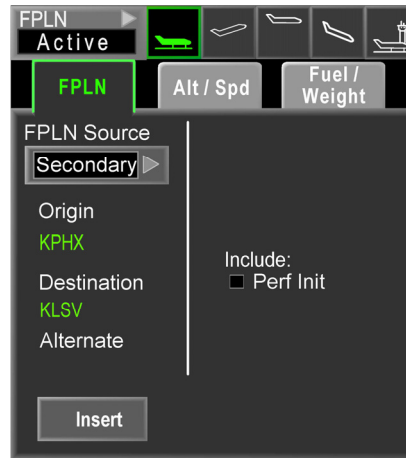 FPLN
Active
FPLN
Alt / Spd
Fuel /
Weight
FPLN Source
Secondary
Origin
KPHX
Destination
KLSV
Alternate
Include:
Perf Init
Insert